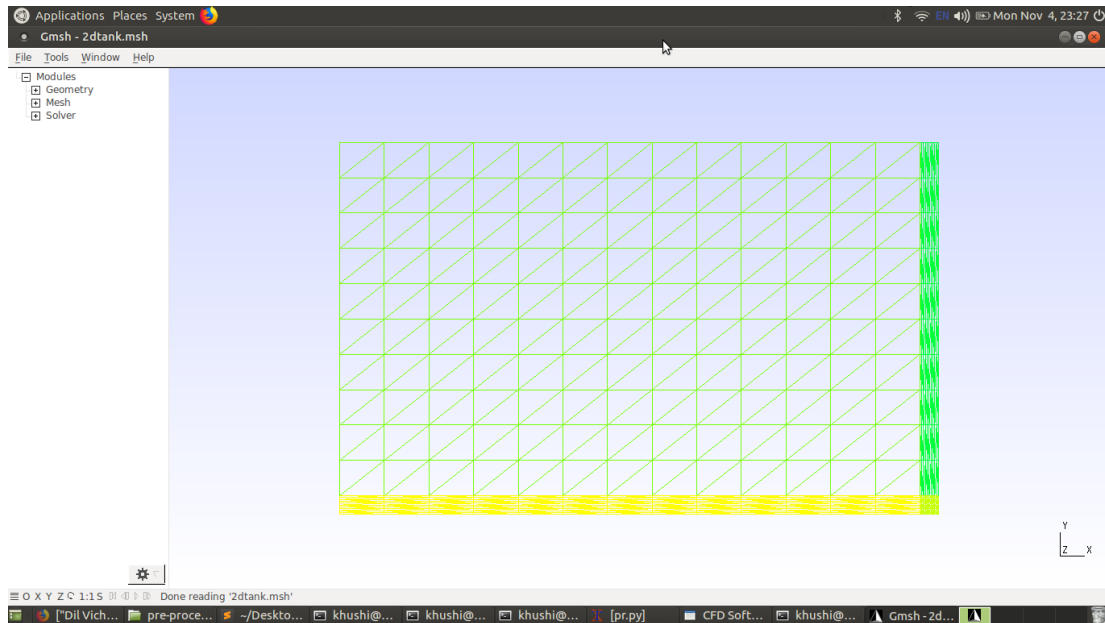 Applications Places System EN Mon Nov 4, 23:27
Gmsh - 2dtank.msh
File Tools Window Help
Modules
Geometry
Mesh
Solver
Y
Z X
O X Y Z 1:1 S Done reading '2dtank.msh'
["Dil Vich... pre-proce... ~/Deskto... khushi@... khushi@... khushi@... [pr.py] CFD Soft... khushi@... Gmsh - 2d...